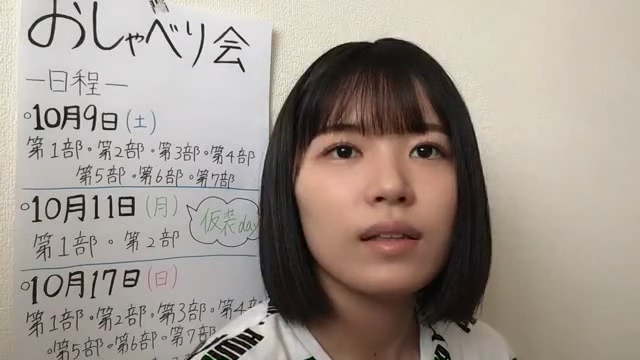 おしゃべり会
ー日程ー
○10月9日(土)
第1部・第2部・第3部・第4部
第5部・第6部・第7部
○10月11日(月)
仮装day
第1部・第2部
○10月17日(日)
第1部・第2部・第3部・第4部
・第5部・第6部・第7部